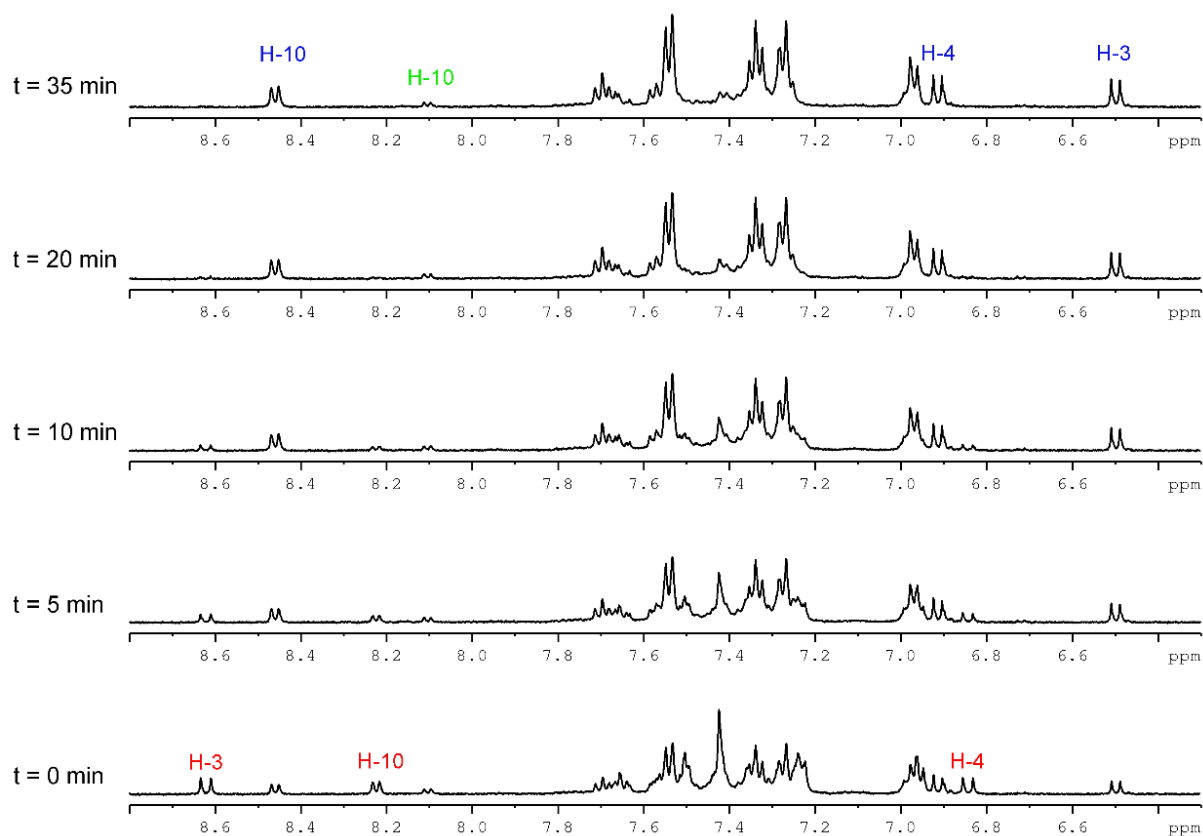 H-10 H-10 H-4 H-3
t = 35 min
8.6 8.4 8.2 8.0 7.8 7.6 7.4 7.2 7.0 6.8 6.6 ppm
t = 20 min
8.6 8.4 8.2 8.0 7.8 7.6 7.4 7.2 7.0 6.8 6.6 ppm
t = 10 min
8.6 8.4 8.2 8.0 7.8 7.6 7.4 7.2 7.0 6.8 6.6 ppm
t = 5 min
8.6 8.4 8.2 8.0 7.8 7.6 7.4 7.2 7.0 6.8 6.6 ppm
H-3 H-10 H-4
t = 0 min
8.6 8.4 8.2 8.0 7.8 7.6 7.4 7.2 7.0 6.8 6.6 ppm